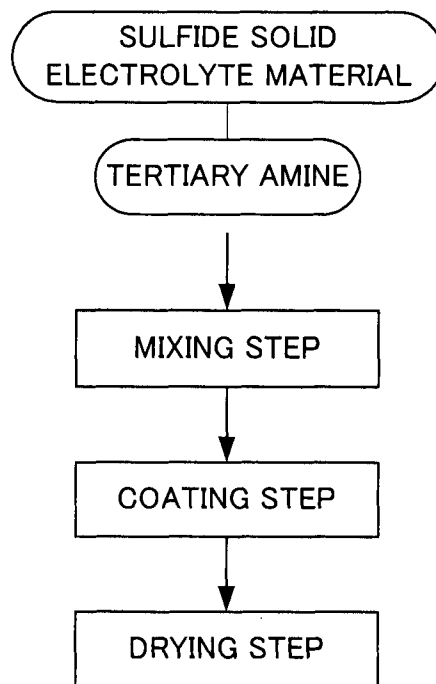 SULFIDE SOLID
ELECTROLYTE MATERIAL
TERTIARY AMINE
MIXING STEP
COATING STEP
DRYING STEP